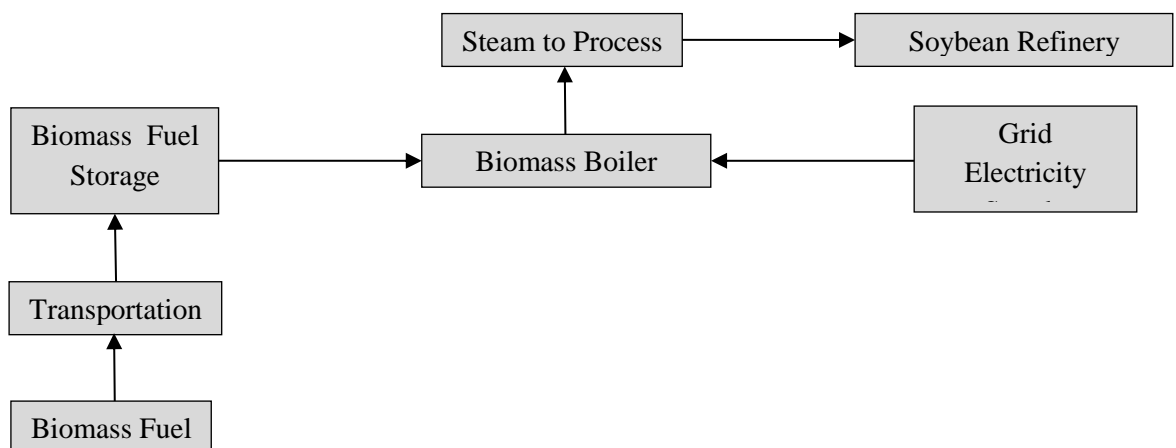 Steam to Process
Soybean Refinery
Biomass Fuel
Storage
Biomass Boiler
Grid
Electricity
Transportation
Biomass Fuel